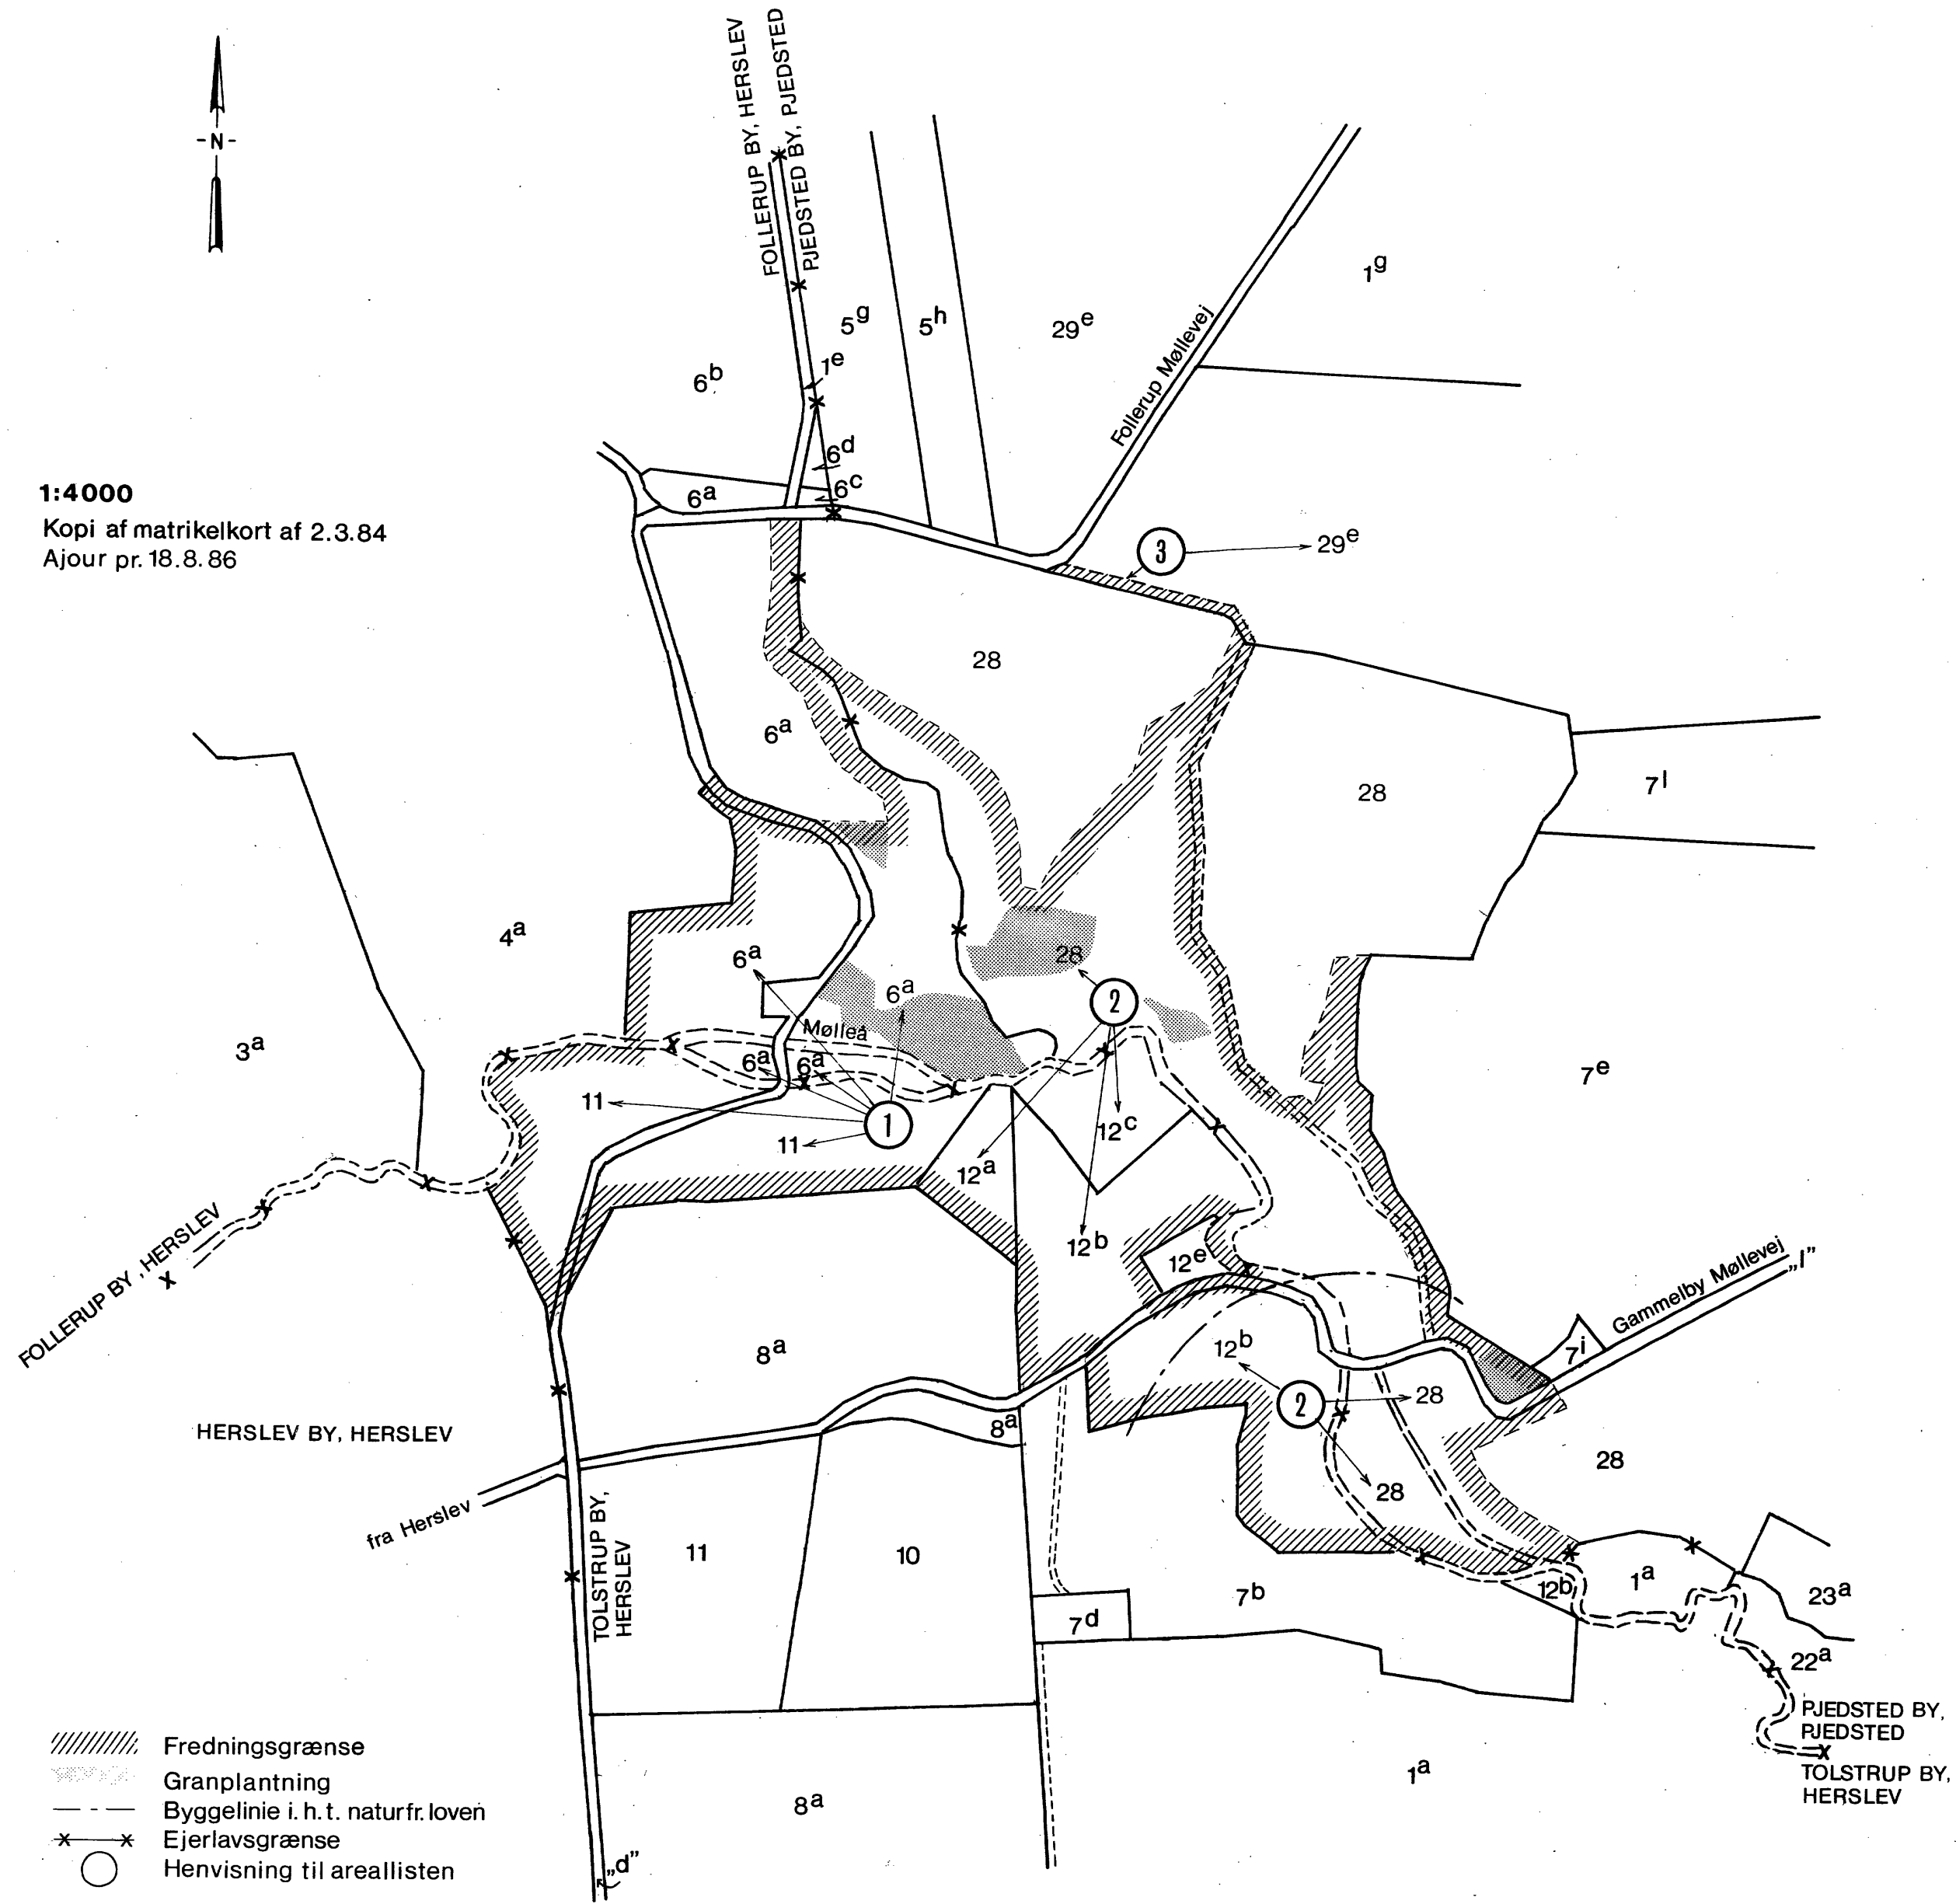 FOLLERUP BY, HERSLEV
PJEDSTED BY, PJEDSTED
-N-
1g
5g
5h
29e
Follerup Møllevej
1e
6b
6d
6c
6a
1:4000
Kopi af matrikelkort af 2.3.84
Ajour pr. 18.8.86
3
29e
28
6a
28
7l
4a
6a
28
6a
2
Mølleå
3a
6a
6a
7e
11
1
11
12c
12a
12b
12e
FOLLERUP BY, HERSLEV
Gammelby Møllevej
„l”
8a
12b
7i
2
28
8a
HERSLEV BY, HERSLEV
28
28
fra Herslev
TOLSTRUP BY,
HERSLEV
11
10
7b
12b
1a
23a
7d
22a
PJEDSTED BY,
PJEDSTED
TOLSTRUP BY,
HERSLEV
1a
8a
„d”
Fredningsgrænse
Granplantning
Byggelinie i.h.t. naturfr. loven
Ejerlavsgrænse
Henvisning til areallisten